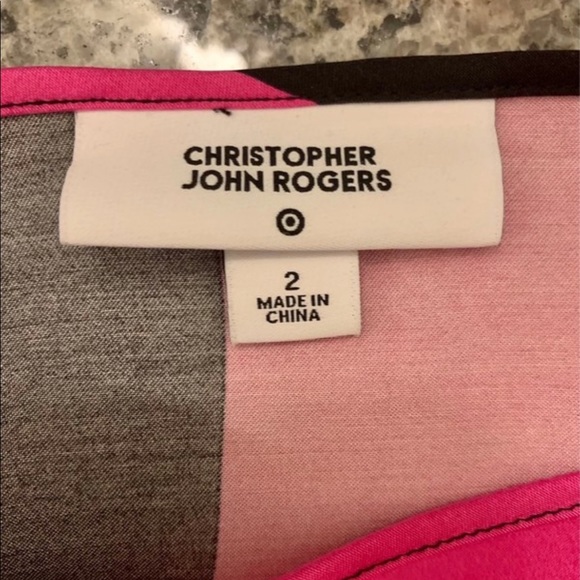 CHRISTOPHER
JOHN ROGERS
2
MADE IN
CHINA